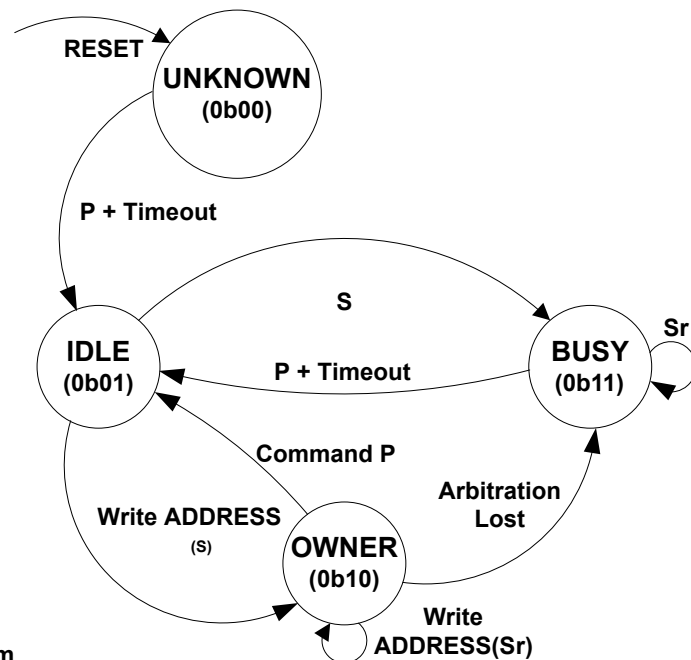 RESET
UNKNOWN
(0b00)
P + Timeout
S
IDLE
(0b01)
BUSY
(0b11)
Sr
P + Timeout
Command P
Arbitration
Lost
Write ADDRESS
(S)
OWNER
(0b10)
Write
ADDRESS(Sr)